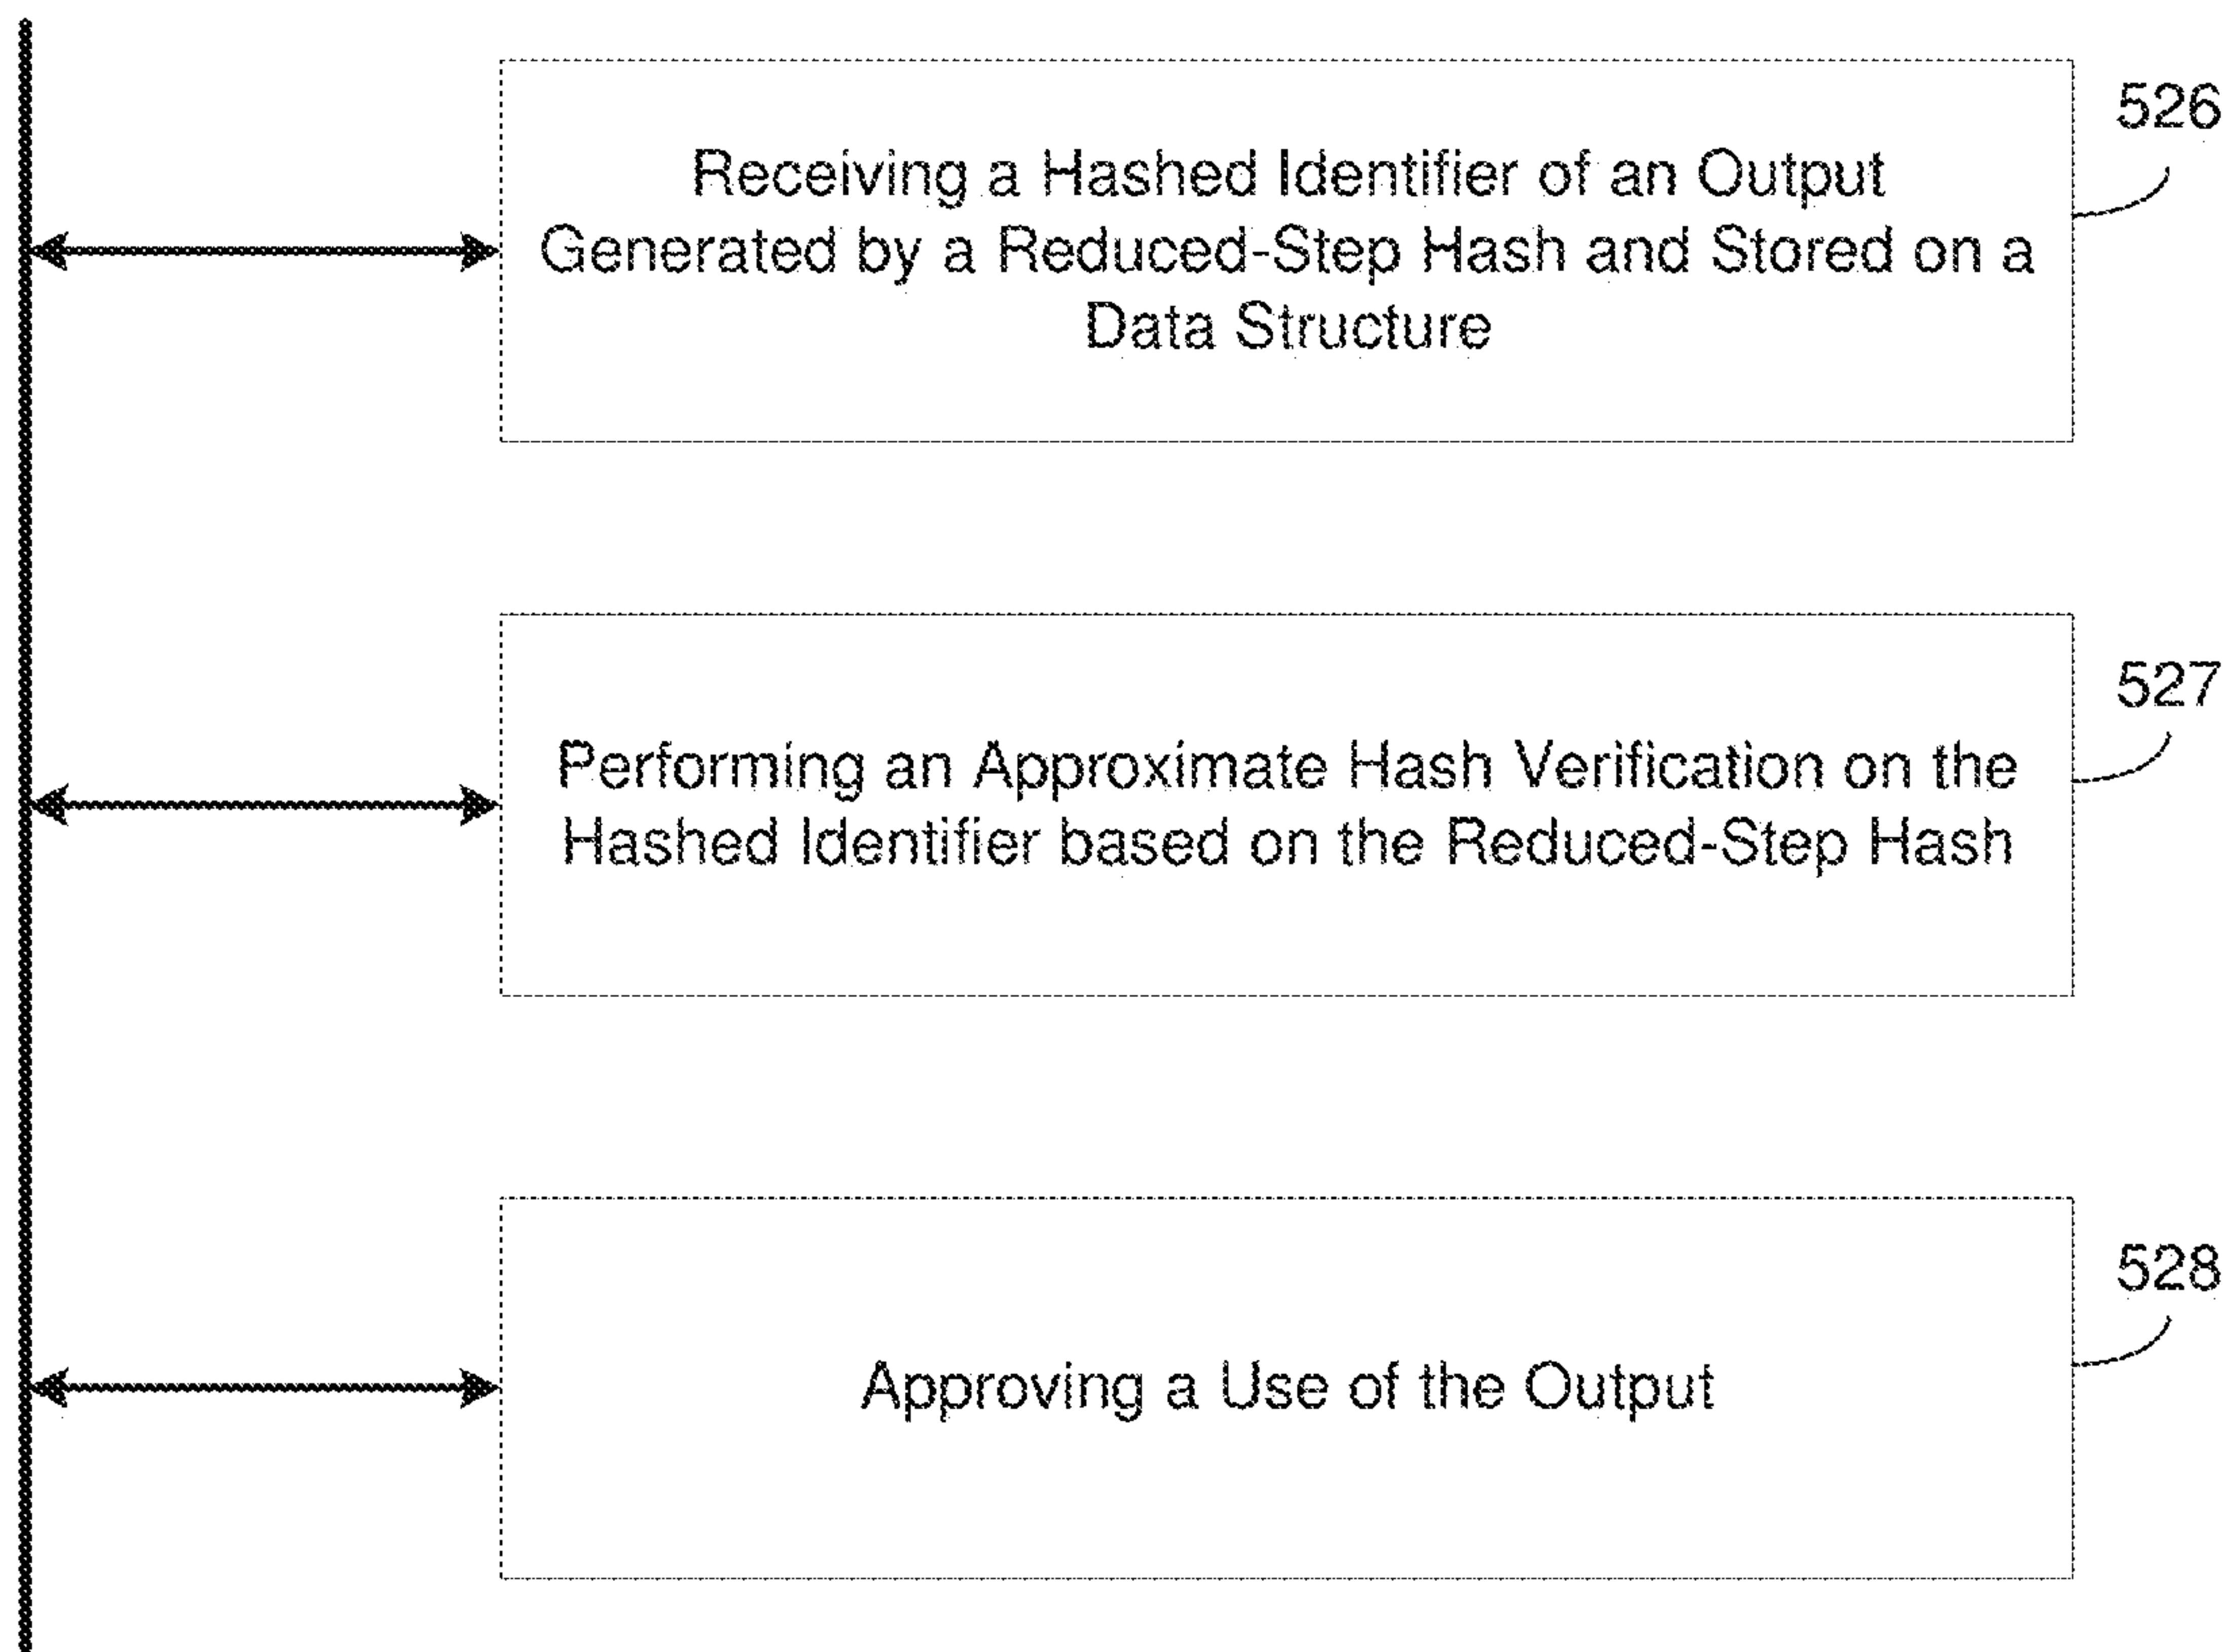 526
Receiving a Hashed Identifier of an Output
Generated by a Reduced-Step Hash and Stored on a
Data Structure
527
Performing an Approximate Hash Verification on the
Hashed Identifier based on the Reduced-Step Hash
528
Approving a Use of the Output